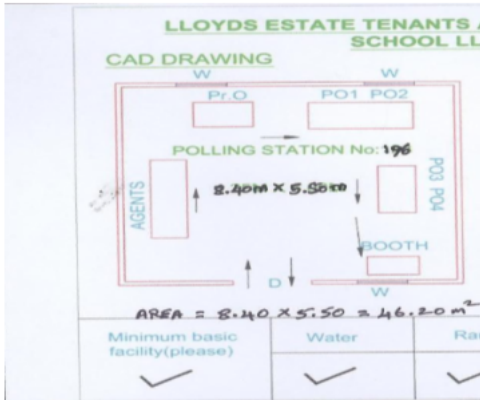 LLOYDS ESTATE TENANTS
SCHOOL LL
CAD DRAWING
W W
Pr.O PO1 PO2
POLLING STATION No: 196
AGENTS
8.40m × 5.50m
PO3 PO4
BOOTH
D
W
AREA = 8.40 × 5.50 = 46.20 m²
Minimum basic Water Ra
facility(please)